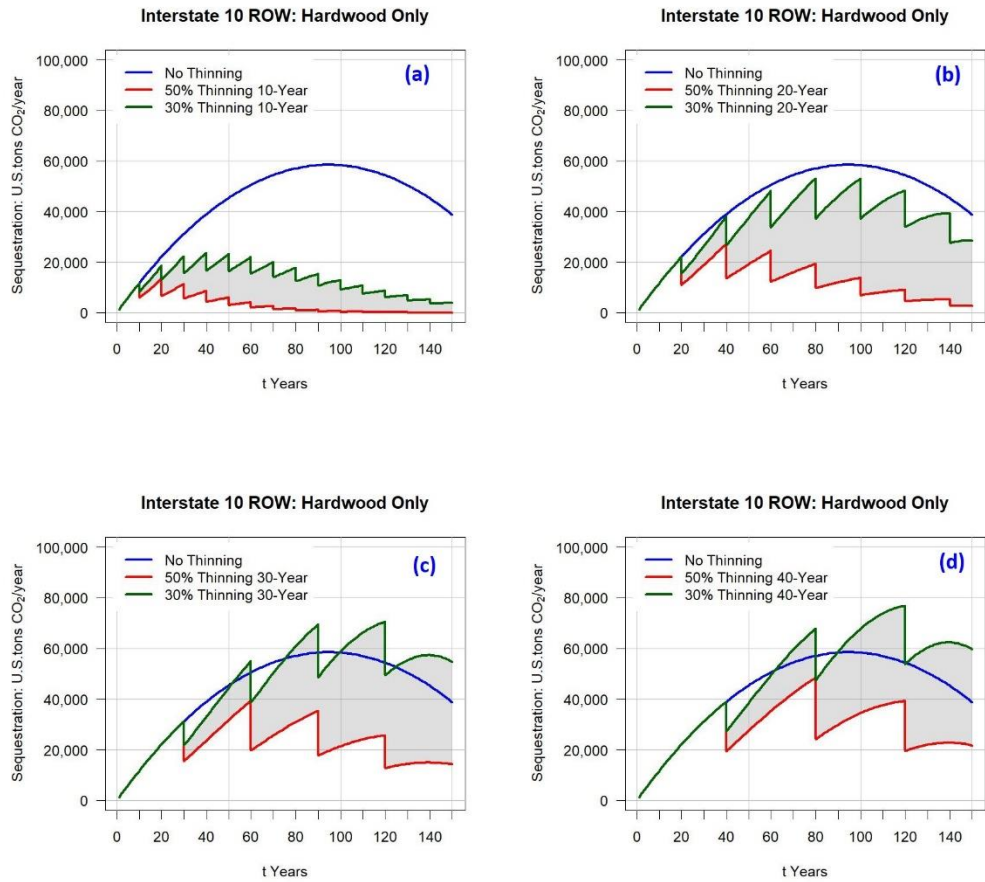 Interstate 10 ROW: Hardwood Only
(a)
No Thinning
50% Thinning 10-Year
30% Thinning 10-Year
Sequestration: U.S.tons CO₂/year
100,000
80,000
60,000
40,000
20,000
0
0 20 40 60 80 100 120 140
t Years
Interstate 10 ROW: Hardwood Only
(b)
No Thinning
50% Thinning 20-Year
30% Thinning 20-Year
Sequestration: U.S.tons CO₂/year
100,000
80,000
60,000
40,000
20,000
0
0 20 40 60 80 100 120 140
t Years
Interstate 10 ROW: Hardwood Only
(c)
No Thinning
50% Thinning 30-Year
30% Thinning 30-Year
Sequestration: U.S.tons CO₂/year
100,000
80,000
60,000
40,000
20,000
0
0 20 40 60 80 100 120 140
t Years
Interstate 10 ROW: Hardwood Only
(d)
No Thinning
50% Thinning 40-Year
30% Thinning 40-Year
Sequestration: U.S.tons CO₂/year
100,000
80,000
60,000
40,000
20,000
0
0 20 40 60 80 100 120 140
t Years